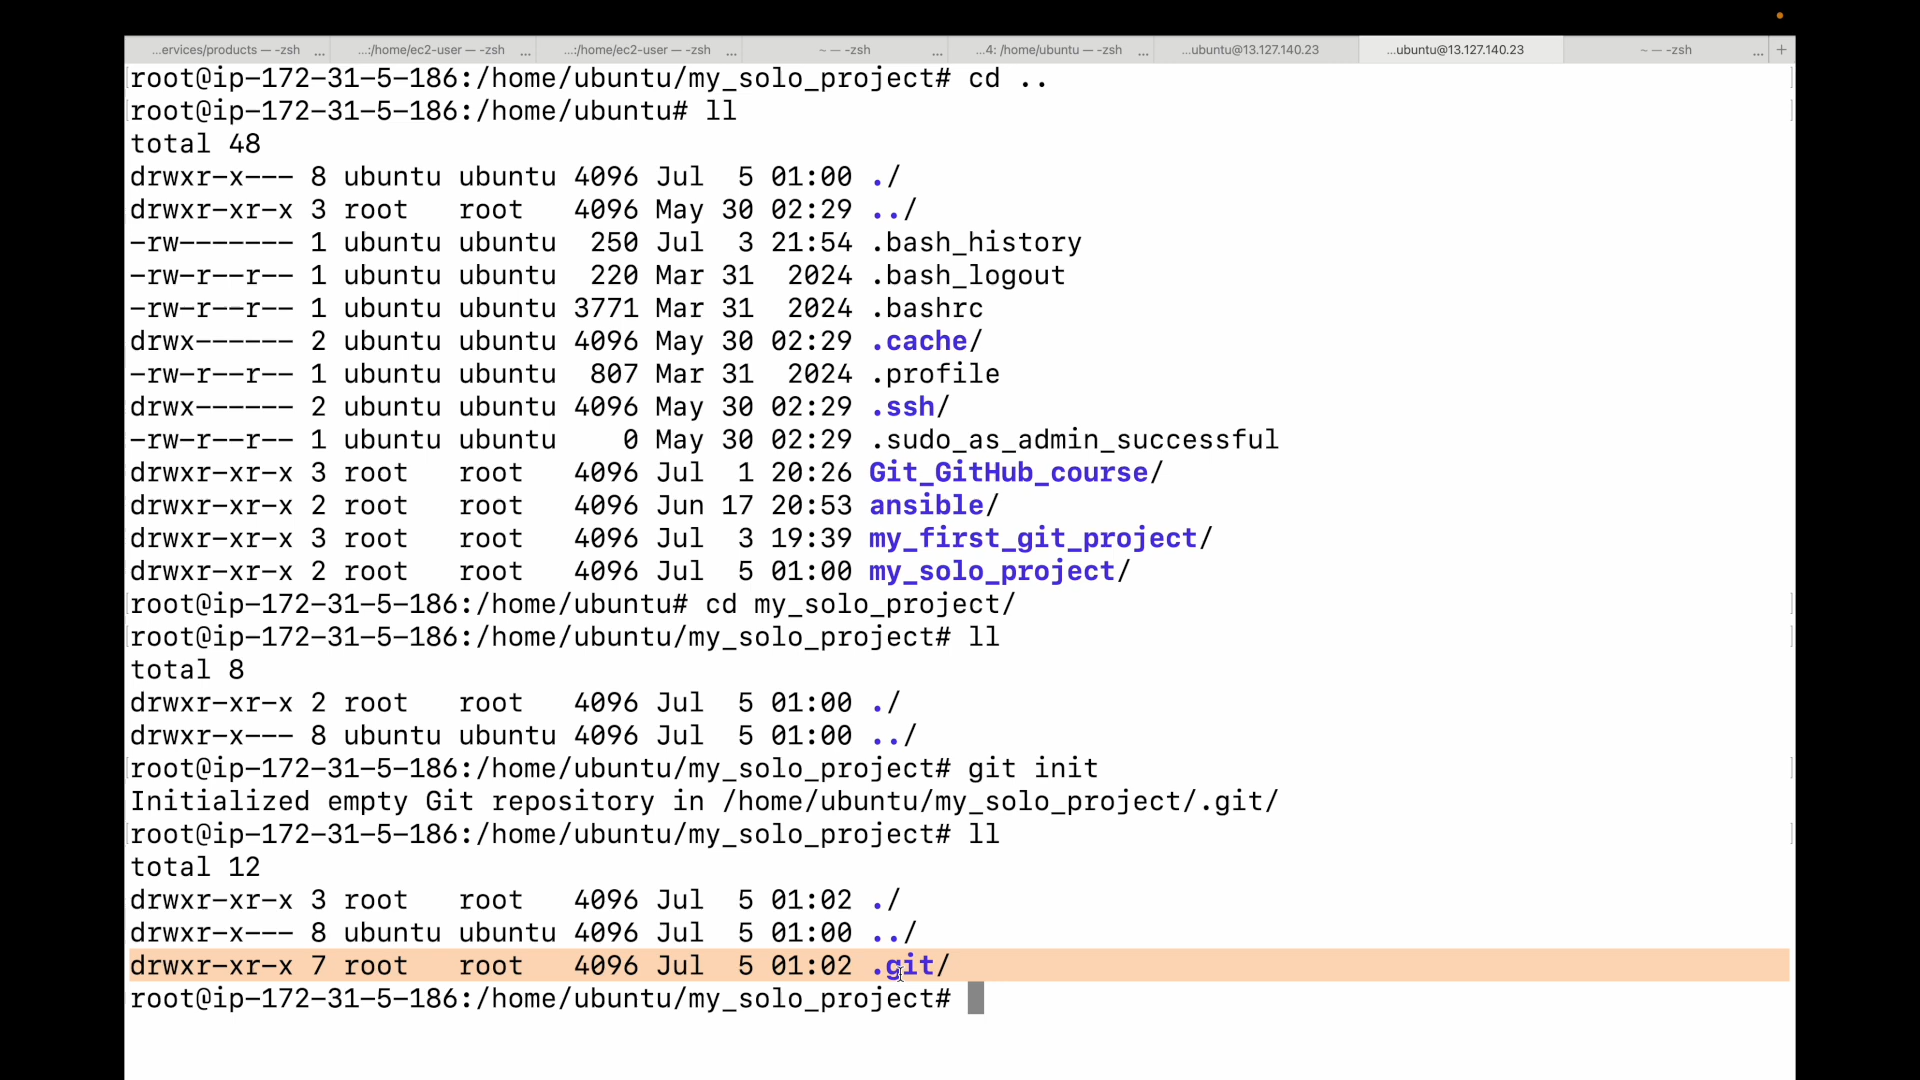 ...ervices/products — -zsh ... ...:/home/ec2-user — -zsh ... ...:/home/ec2-user — -zsh ... ~ — -zsh ... ...4: /home/ubuntu — -zsh ... ...ubuntu@13.127.140.23 ...ubuntu@13.127.140.23 ~ — -zsh ... +
root@ip-172-31-5-186:/home/ubuntu/my_solo_project# cd ..
root@ip-172-31-5-186:/home/ubuntu# ll
total 48
drwxr-x--- 8 ubuntu ubuntu 4096 Jul  5 01:00 ./
drwxr-xr-x 3 root   root   4096 May 30 02:29 ../
-rw------- 1 ubuntu ubuntu  250 Jul  3 21:54 .bash_history
-rw-r--r-- 1 ubuntu ubuntu  220 Mar 31  2024 .bash_logout
-rw-r--r-- 1 ubuntu ubuntu 3771 Mar 31  2024 .bashrc
drwx------ 2 ubuntu ubuntu 4096 May 30 02:29 .cache/
-rw-r--r-- 1 ubuntu ubuntu  807 Mar 31  2024 .profile
drwx------ 2 ubuntu ubuntu 4096 May 30 02:29 .ssh/
-rw-r--r-- 1 ubuntu ubuntu    0 May 30 02:29 .sudo_as_admin_successful
drwxr-xr-x 3 root   root   4096 Jul  1 20:26 Git_GitHub_course/
drwxr-xr-x 2 root   root   4096 Jun 17 20:53 ansible/
drwxr-xr-x 3 root   root   4096 Jul  3 19:39 my_first_git_project/
drwxr-xr-x 2 root   root   4096 Jul  5 01:00 my_solo_project/
root@ip-172-31-5-186:/home/ubuntu# cd my_solo_project/
root@ip-172-31-5-186:/home/ubuntu/my_solo_project# ll
total 8
drwxr-xr-x 2 root   root   4096 Jul  5 01:00 ./
drwxr-x--- 8 ubuntu ubuntu 4096 Jul  5 01:00 ../
root@ip-172-31-5-186:/home/ubuntu/my_solo_project# git init
Initialized empty Git repository in /home/ubuntu/my_solo_project/.git/
root@ip-172-31-5-186:/home/ubuntu/my_solo_project# ll
total 12
drwxr-xr-x 3 root   root   4096 Jul  5 01:02 ./
drwxr-x--- 8 ubuntu ubuntu 4096 Jul  5 01:00 ../
drwxr-xr-x 7 root   root   4096 Jul  5 01:02 .git/
root@ip-172-31-5-186:/home/ubuntu/my_solo_project#